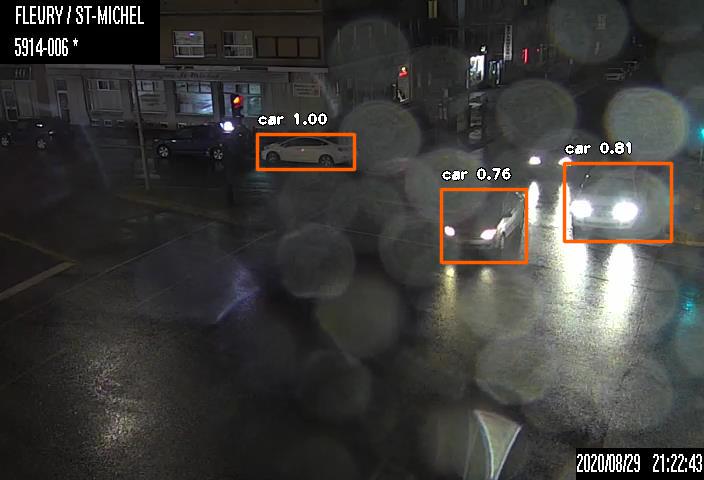 FLEURY / ST-MICHEL
5914-006 *
car 1.00
car 0.81
car 0.76
2020/08/29 21:22:43